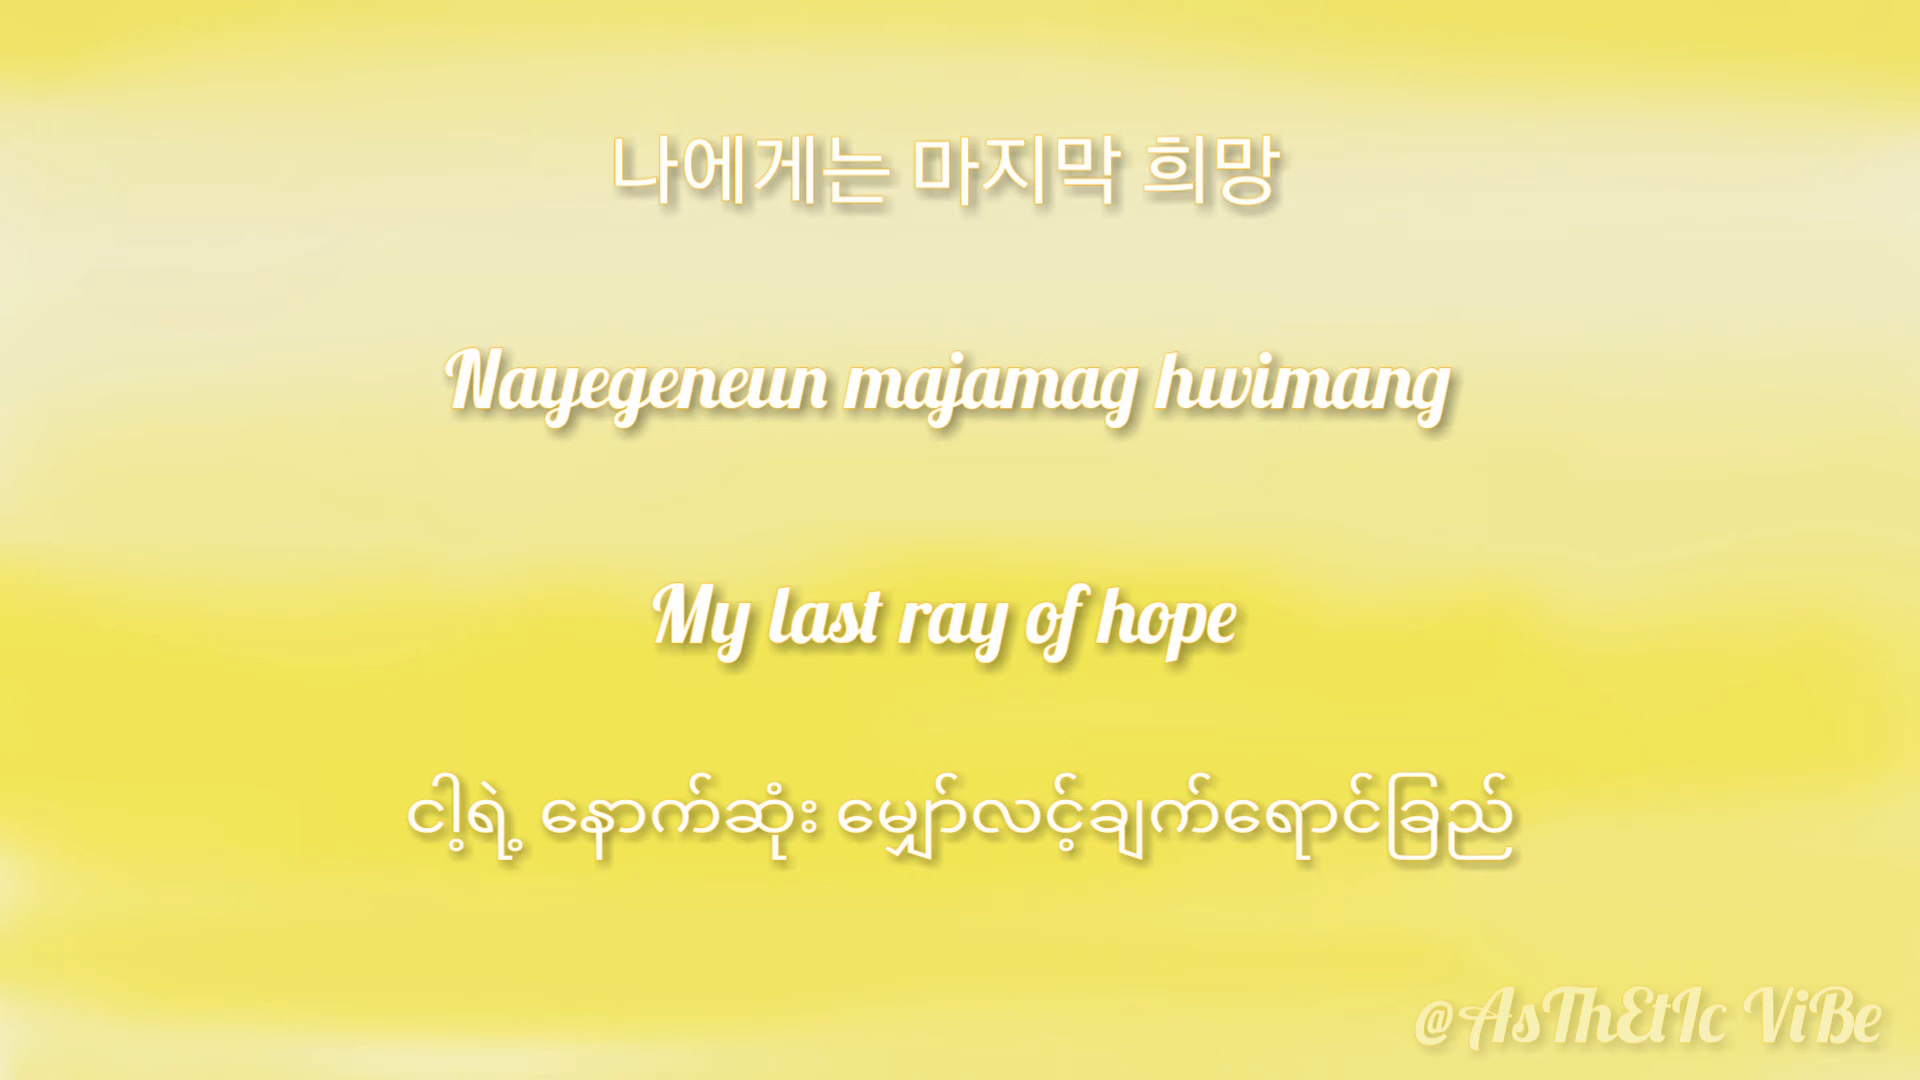 나에게는 마지막 희망
Nayegeneun majamag hwimang
My last ray of hope
ငါ့ရဲ့ နောက်ဆုံး မျှော်လင့်ချက်ရောင်ခြည်
@AsThEtIc ViBe